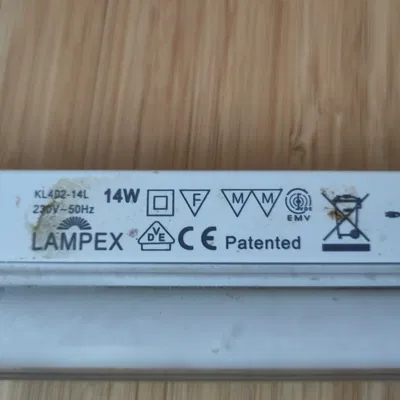 KL402-14L 14W F M M
230V~50Hz EMV
LAMPEX VDE CE Patented